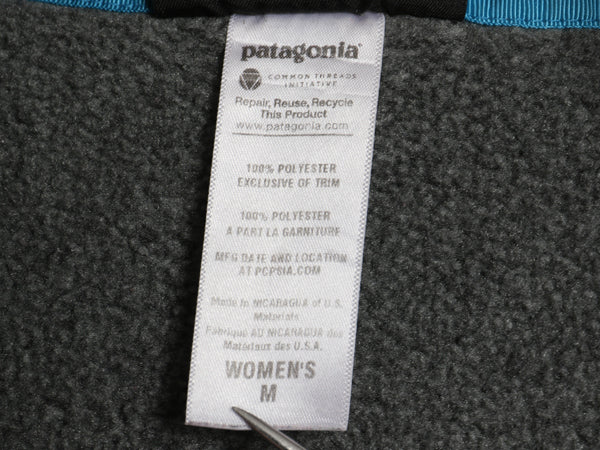 patagonia®
COMMON THREADS
INITIATIVE
Repair, Reuse, Recycle
This Product
www.patagonia.com
100% POLYESTER
EXCLUSIVE OF TRIM
100% POLYESTER
A PART LA GARNITURE
MFG DATE AND LOCATION
AT PCPSIA.COM
Made in NICARAGUA of U.S.
Materials
Fabriqué AU NICARAGUA des
Matériaux des U.S.A.
WOMEN'S
M